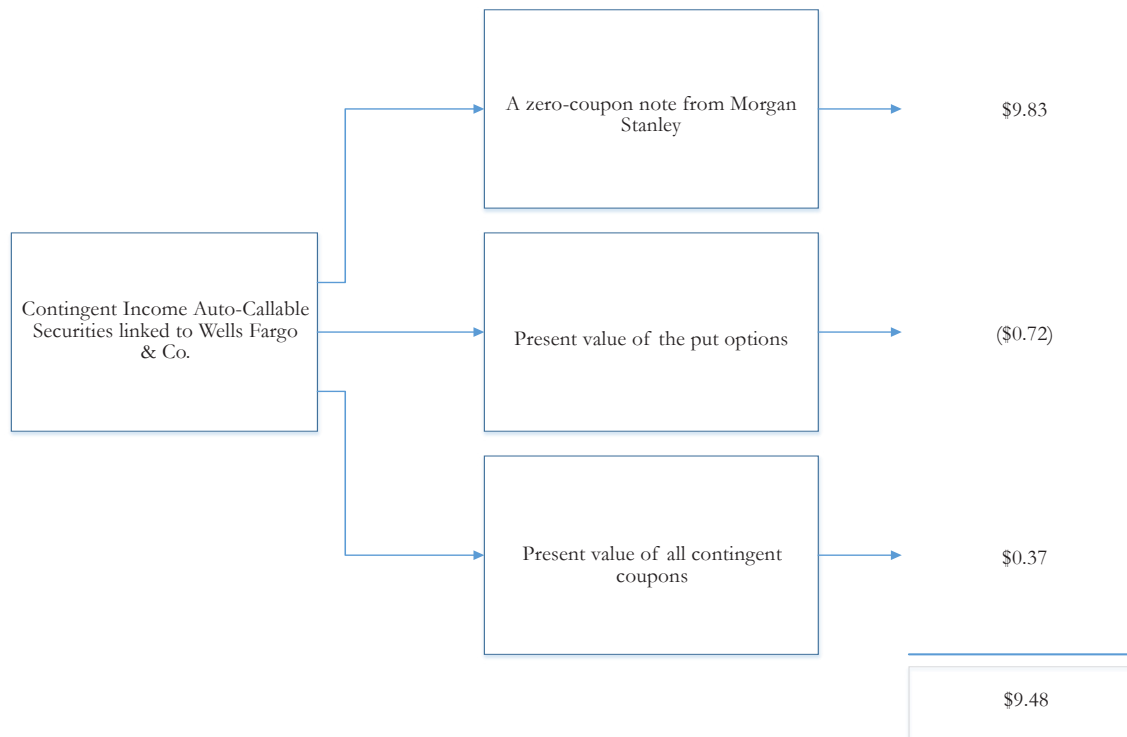 A zero-coupon note from Morgan
Stanley
$9.83
Contingent Income Auto-Callable
Securities linked to Wells Fargo
& Co.
Present value of the put options
($0.72)
Present value of all contingent
coupons
$0.37
$9.48